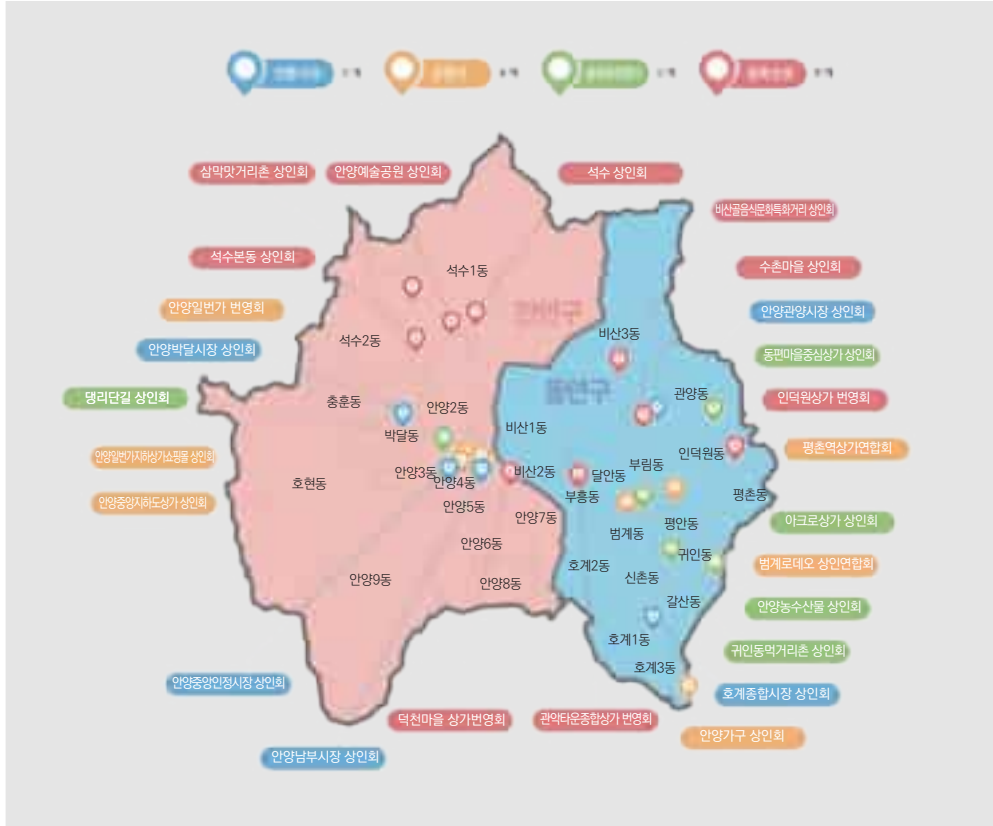 삼막맛거리촌 상인회
안양예술공원 상인회
석수 상인회
비산골음식문화특화거리 상인회
석수본동 상인회
석수1동
수촌마을 상인회
안양일번가 번영회
만안구
안양관양시장 상인회
석수2동
비산3동
안양박달시장 상인회
동편마을중심상가 상인회
동안구
관양동
댕리단길 상인회
충훈동
안양2동
인덕원상가 번영회
박달동
비산1동
안양일번가지하상가쇼핑몰 상인회
인덕원동
평촌역상가연합회
안양3동
안양4동
비산2동
달안동
부림동
호현동
부흥동
평촌동
안양중앙지하도상가 상인회
안양5동
안양7동
범계동
평안동
아크로상가 상인회
안양6동
귀인동
안양9동
안양8동
호계2동
신촌동
범계로데오 상인연합회
갈산동
안양농수산물 상인회
호계1동
귀인동먹거리촌 상인회
호계3동
안양중앙인정시장 상인회
호계종합시장 상인회
덕천마을 상가번영회
관악타운종합상가 번영회
안양가구 상인회
안양남부시장 상인회